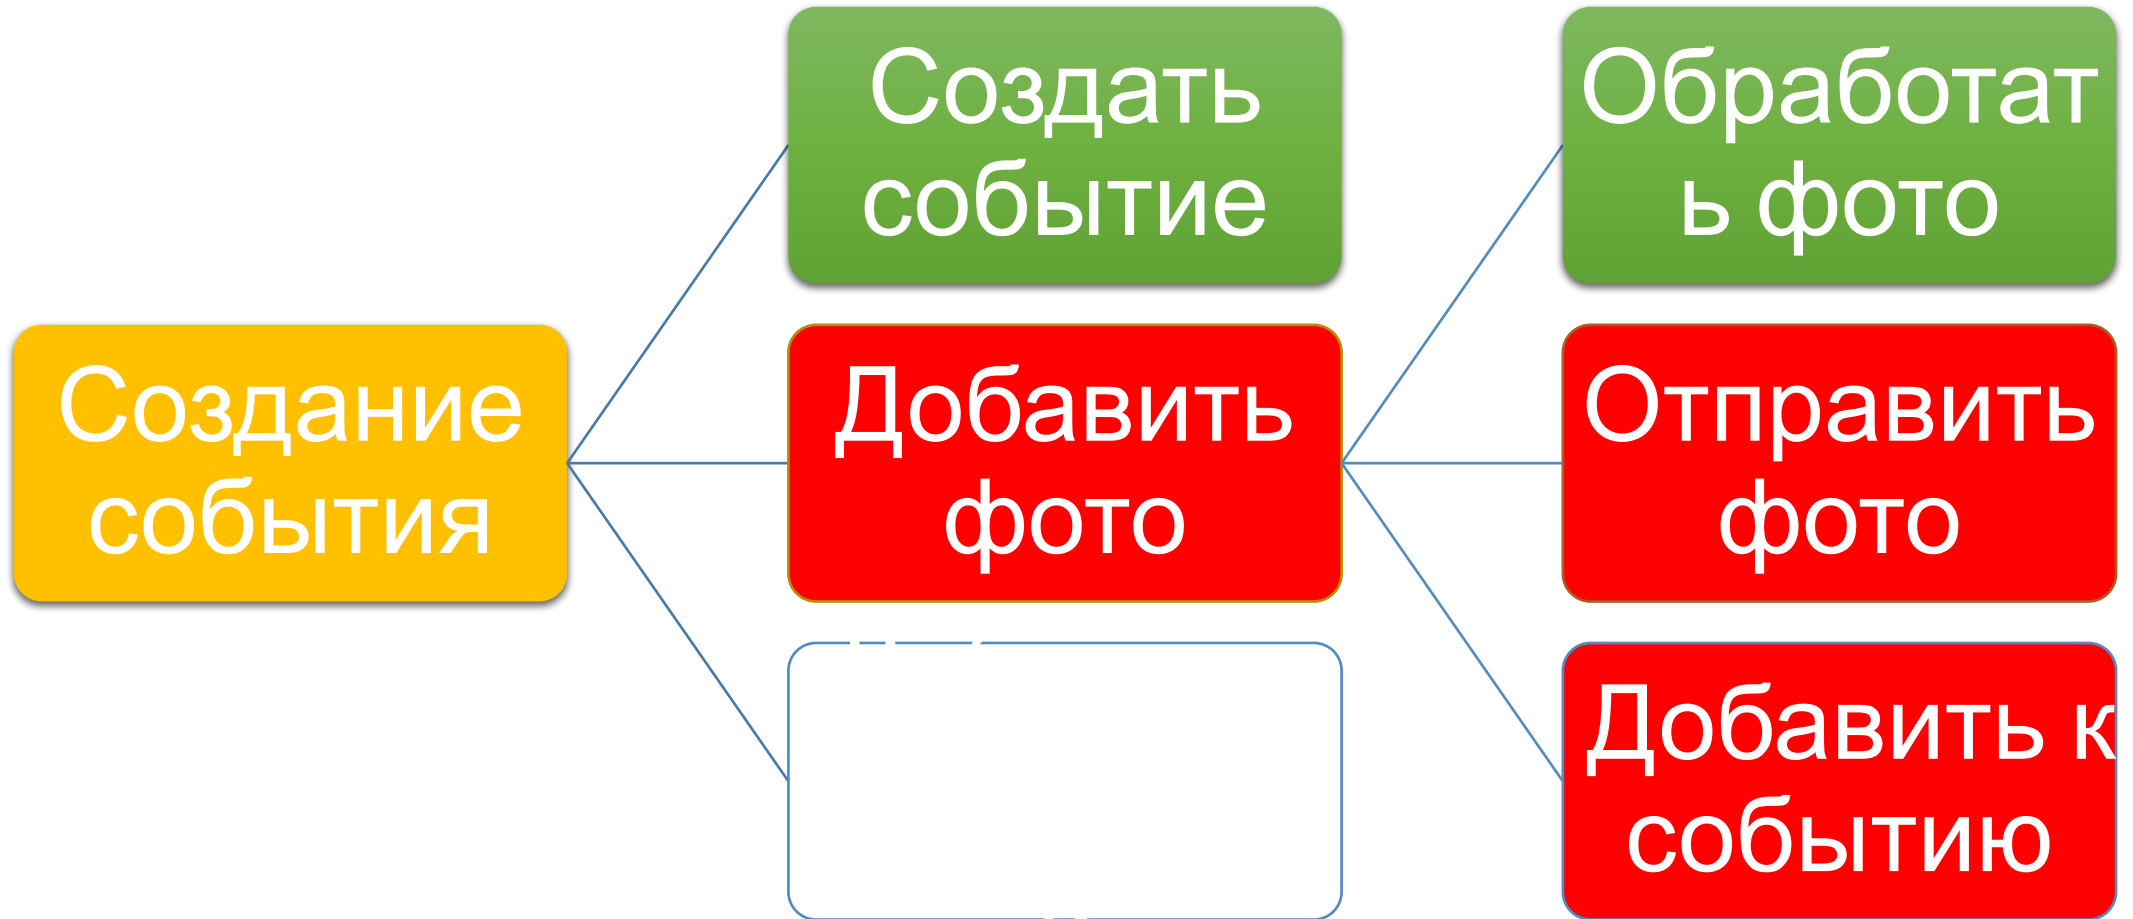 Создание
события
Создать
событие
Добавить
фото
Обработат
ь фото
Отправить
фото
Добавить к
событию